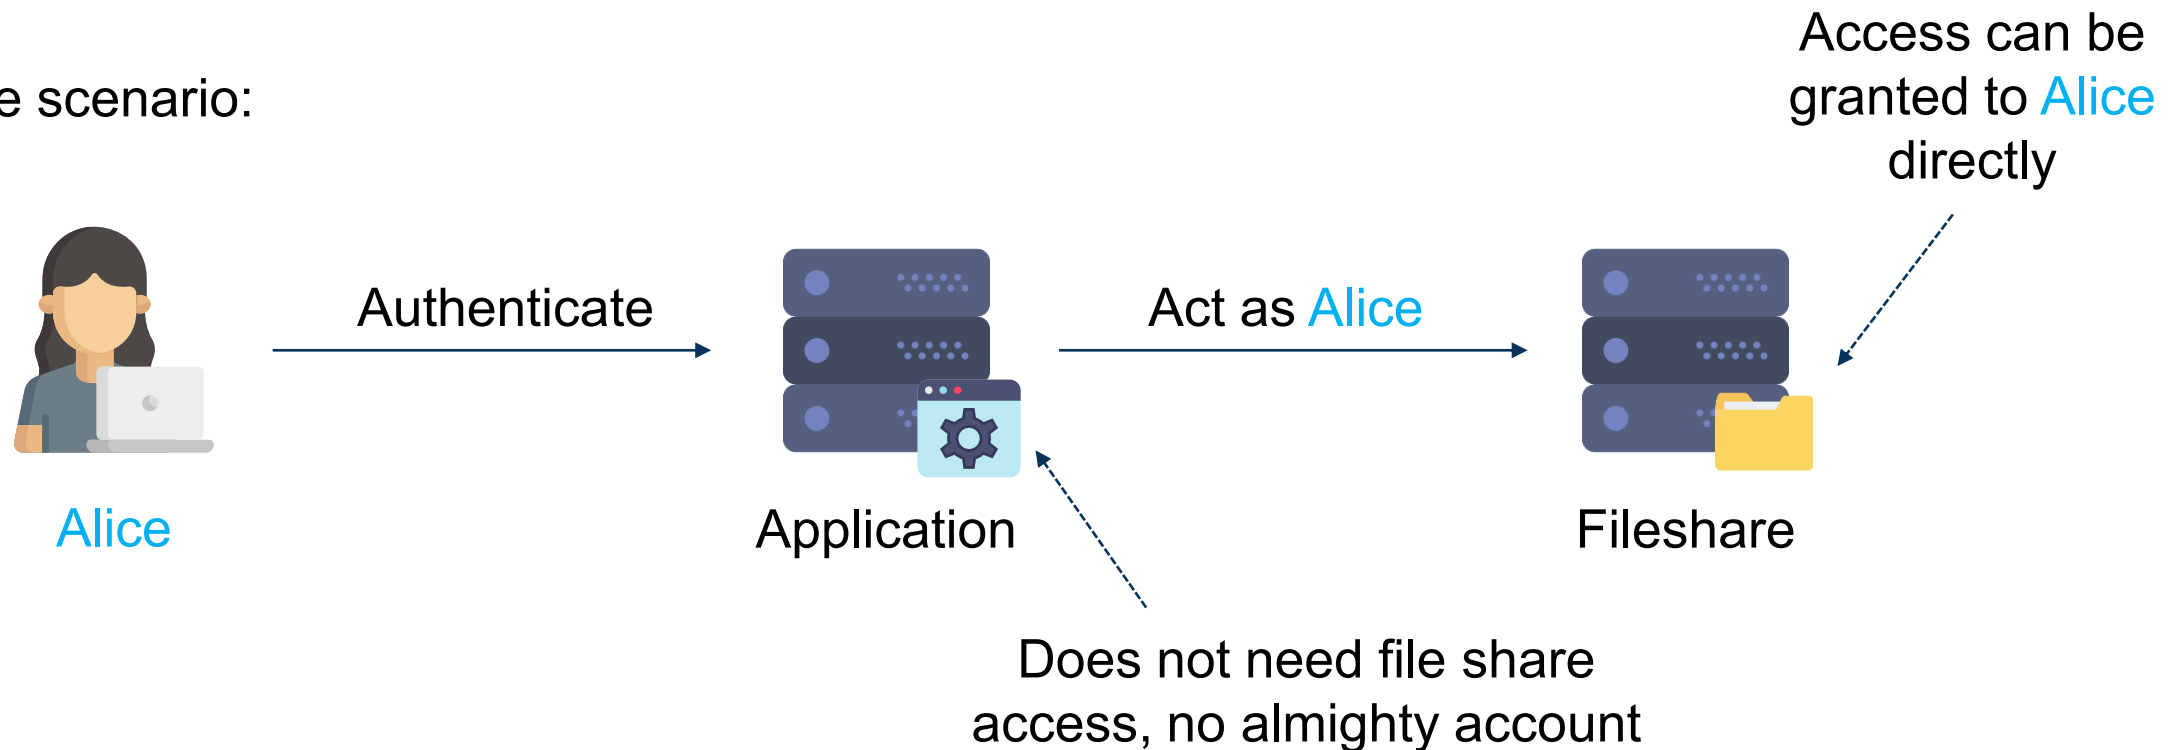 Access can be
granted to Alice
directly
e scenario:
Authenticate
Act as Alice
Alice
Application
Fileshare
Does not need file share
access, no almighty account